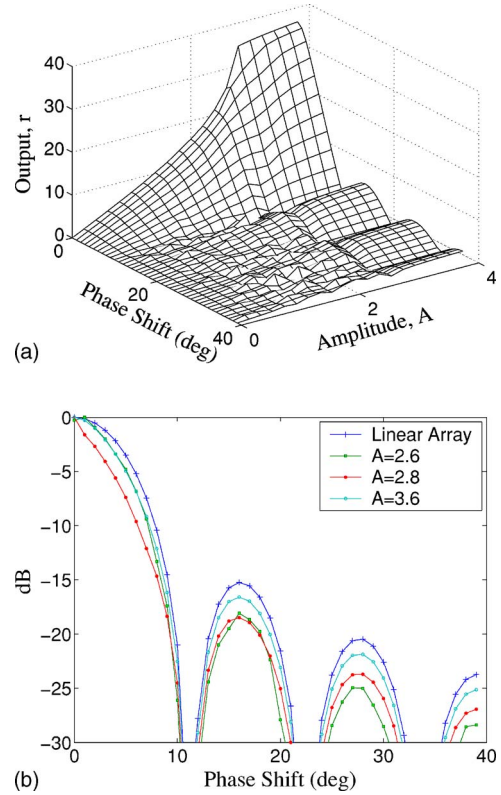 40
30
20
10
0
Output, r
0
20
40
Phase Shift (deg)
0
2
4
Amplitude, A
(a)
0
−5
−10
−15
−20
−25
−30
dB
Linear Array
A=2.6
A=2.8
A=3.6
0
10
20
30
40
Phase Shift (deg)
(b)